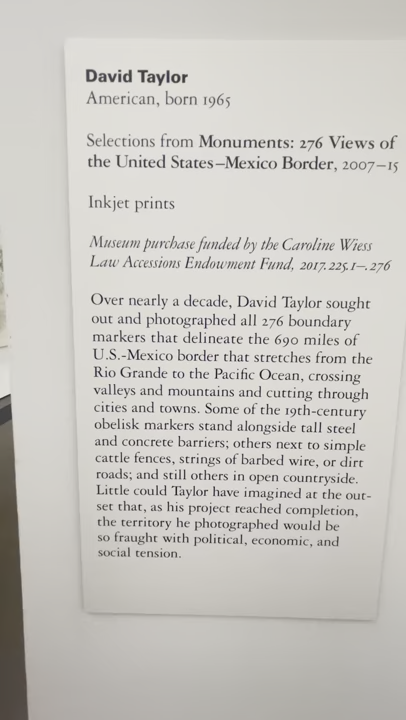 David Taylor
American, born 1965
Selections from Monuments: 276 Views of
the United States–Mexico Border, 2007–15
Inkjet prints
Museum purchase funded by the Caroline Wiess
Law Accessions Endowment Fund, 2017.225.1–.276
Over nearly a decade, David Taylor sought
out and photographed all 276 boundary
markers that delineate the 690 miles of
U.S.-Mexico border that stretches from the
Rio Grande to the Pacific Ocean, crossing
valleys and mountains and cutting through
cities and towns. Some of the 19th-century
obelisk markers stand alongside tall steel
and concrete barriers; others next to simple
cattle fences, strings of barbed wire, or dirt
roads; and still others in open countryside.
Little could Taylor have imagined at the out-
set that, as his project reached completion,
the territory he photographed would be
so fraught with political, economic, and
social tension.